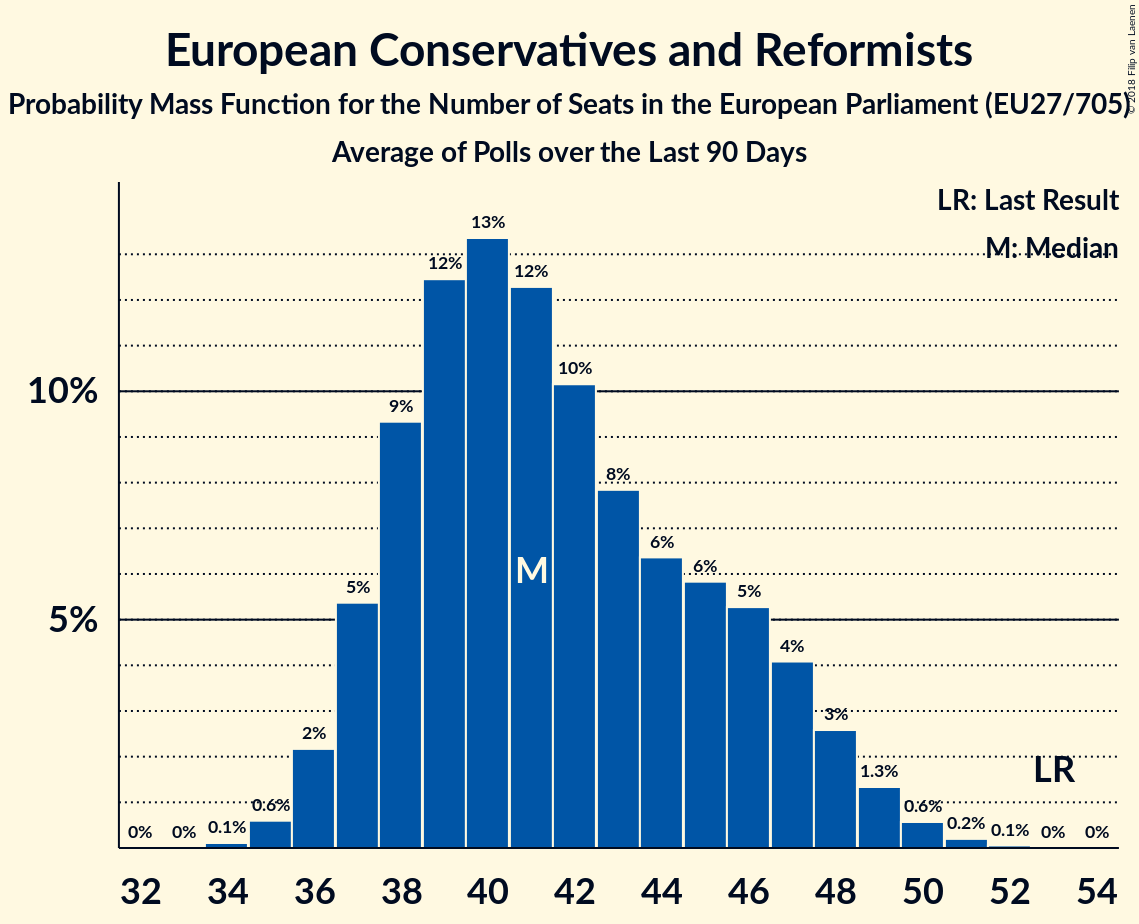 European Conservatives and Reformists
© 2018 Filip van Laenen
Probability Mass Function for the Number of Seats in the European Parliament (EU27/705)
Average of Polls over the Last 90 Days
LR: Last Result
M: Median
13%
12%
12%
10%
10%
9%
8%
M
6%
6%
5%
5%
5%
4%
3%
2%
LR
1.3%
0.6%
0.6%
0%
0%
0.1%
0.2%
0.1%
0%
0%
32 34 36 38 40 42 44 46 48 50 52 54